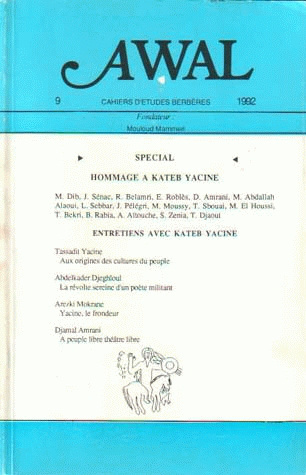 AWAL
9 CAHIERS D'ETUDES BERBÈRES 1992
Fondateur :
Mouloud Mammeri
SPECIAL
HOMMAGE A KATEB YACINE
M. Dib, J. Sénac, R. Belamri, E. Roblès, D. Amrani, M. Abdallah
Alaoui, L. Sebbar, J. Pélégri, M. Moussy, T. Sbouai, M. El Houssi,
T. Bekri, B. Rabia, A. Allouche, S. Zenia, T. Djaout
ENTRETIENS AVEC KATEB YACINE
Tassadit Yacine
Aux origines des cultures du peuple
Abdelkader Djeghloul
La révolte sereine d'un poète militant
Arezki Mokrane
Yacine, le frondeur
Djamal Amrani
A peuple libre théâtre libre